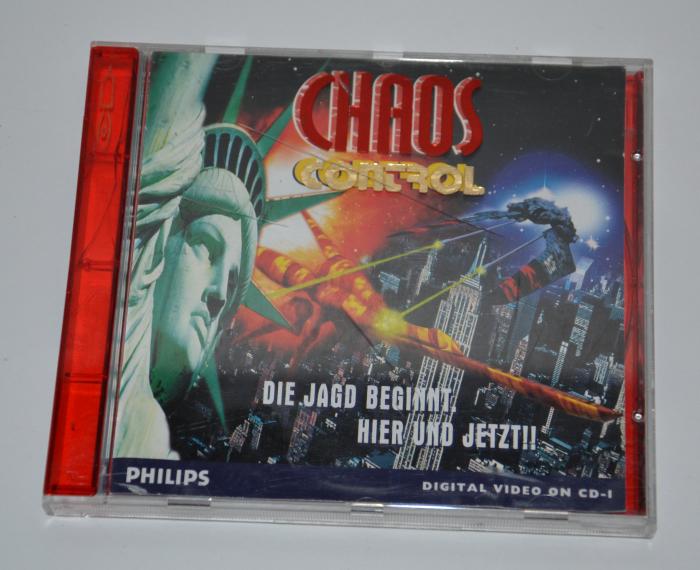 CHAOS
CONTROL
DIE JAGD BEGINNT.
HIER UND JETZT!!
PHILIPS
DIGITAL VIDEO ON CD-I